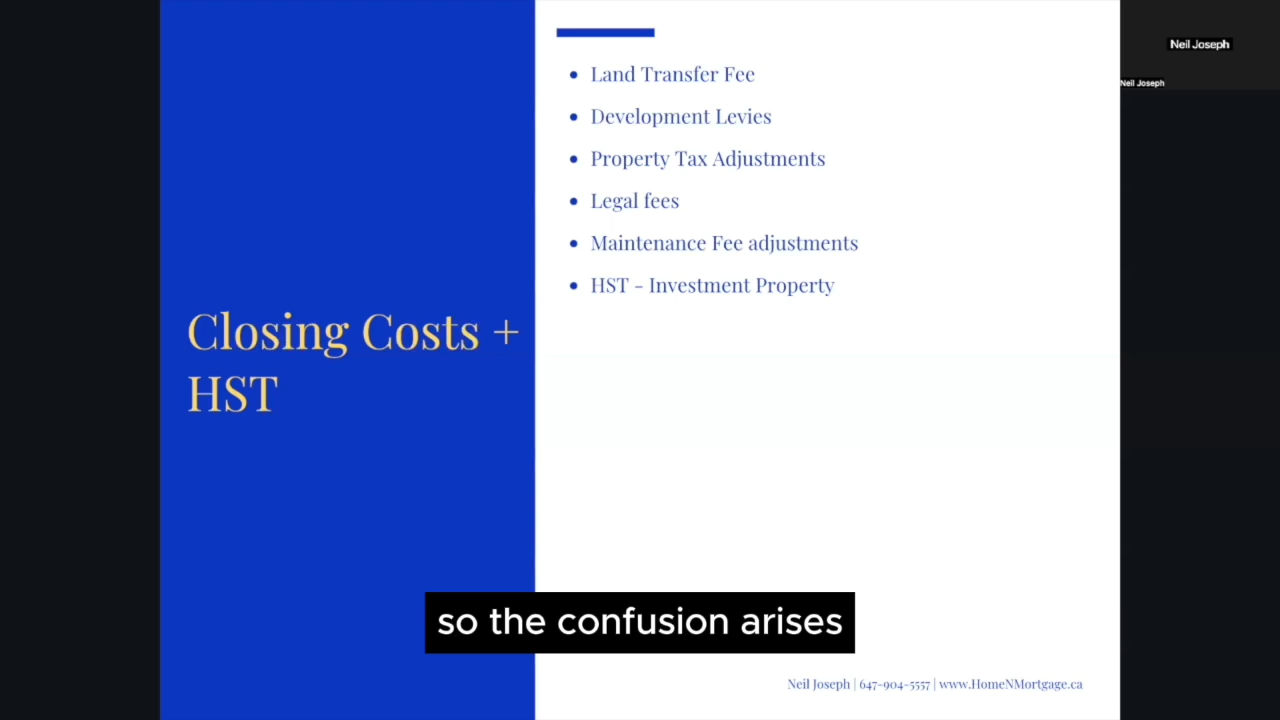 Closing Costs +
HST
Land Transfer Fee
Development Levies
Property Tax Adjustments
Legal fees
Maintenance Fee adjustments
HST - Investment Property
Neil Joseph
Neil Joseph
so the confusion arises
Neil Joseph | 647-904-5557 | www.HomeNMortgage.ca